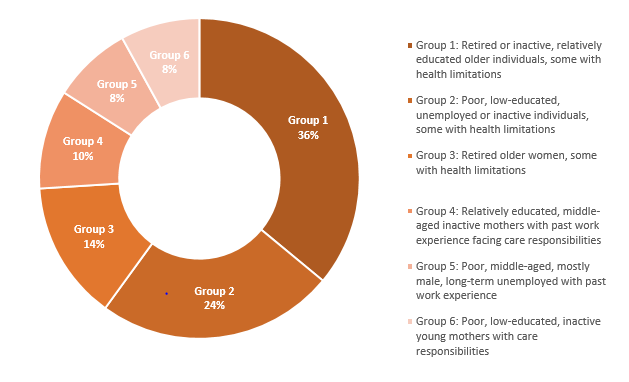 Group 1
36%
Group 2
24%
Group 3
14%
Group 4
10%
Group 5
8%
Group 6
8%
Group 1: Retired or inactive, relatively
educated older individuals, some with
health limitations
Group 2: Poor, low-educated,
unemployed or inactive individuals,
some with health limitations
Group 3: Retired older women, some
with health limitations
Group 4: Relatively educated, middle-
aged inactive mothers with past work
experience facing care responsibilities
Group 5: Poor, middle-aged, mostly
male, long-term unemployed with past
work experience
Group 6: Poor, low-educated, inactive
young mothers with care
responsibilities